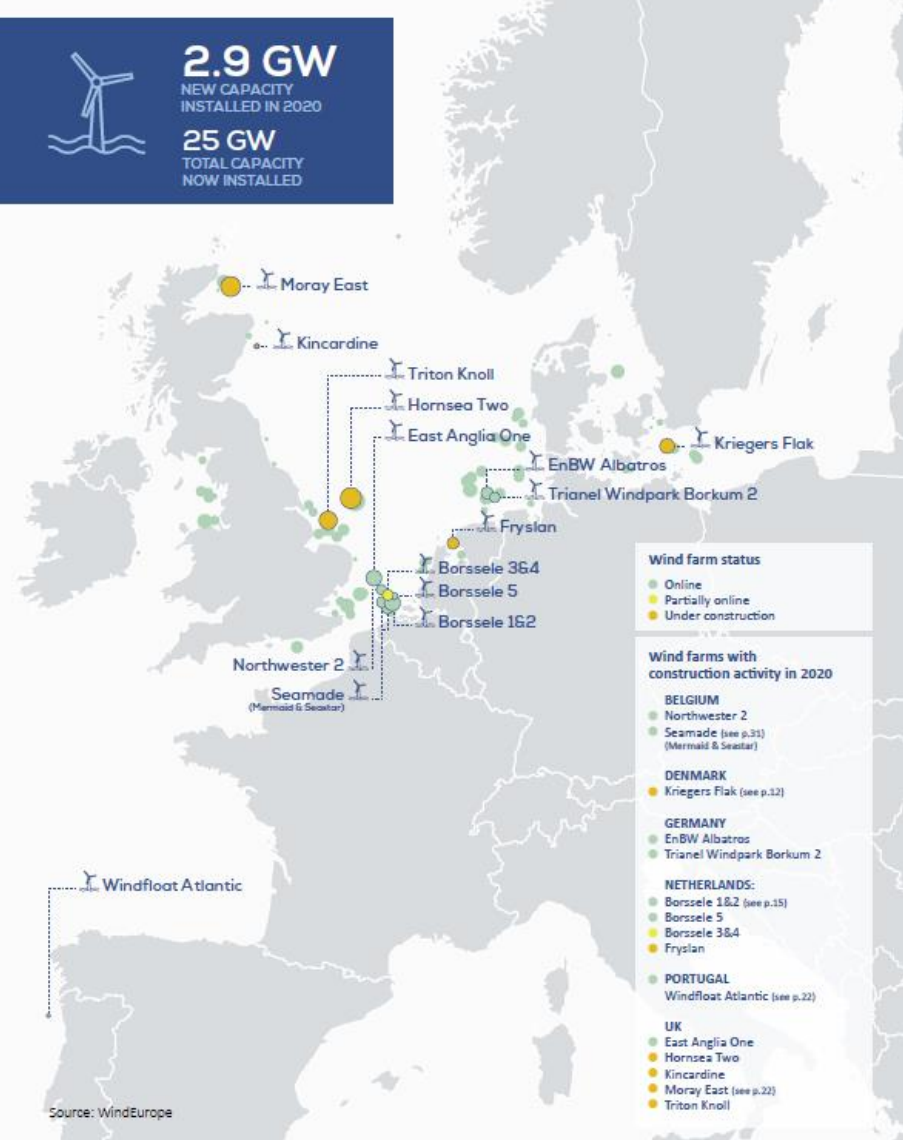 2.9 GW
NEW CAPACITY
INSTALLED IN 2020
25 GW
TOTAL CAPACITY
NOW INSTALLED
Moray East
Kincardine
Triton Knoll
Hornsea Two
East Anglia One
Kriegers Flak
EnBW Albatros
Trianel Windpark Borkum 2
Fryslan
Borssele 3&4
Borssele 5
Borssele 1&2
Northwester 2
Seamade
(Mermaid & Seastar)
Windfloat Atlantic
Wind farm status
Online
Partially online
Under construction
Wind farms with
construction activity in 2020
BELGIUM
Northwester 2
Seamade (see p.31)
(Mermaid & Seastar)
DENMARK
Kriegers Flak (see p.12)
GERMANY
EnBW Albatros
Trianel Windpark Borkum 2
NETHERLANDS:
Borssele 1&2 (see p.15)
Borssele 5
Borssele 3&4
Fryslan
PORTUGAL
Windfloat Atlantic (see p.22)
UK
East Anglia One
Hornsea Two
Kincardine
Moray East (see p.22)
Triton Knoll
Source: WindEurope